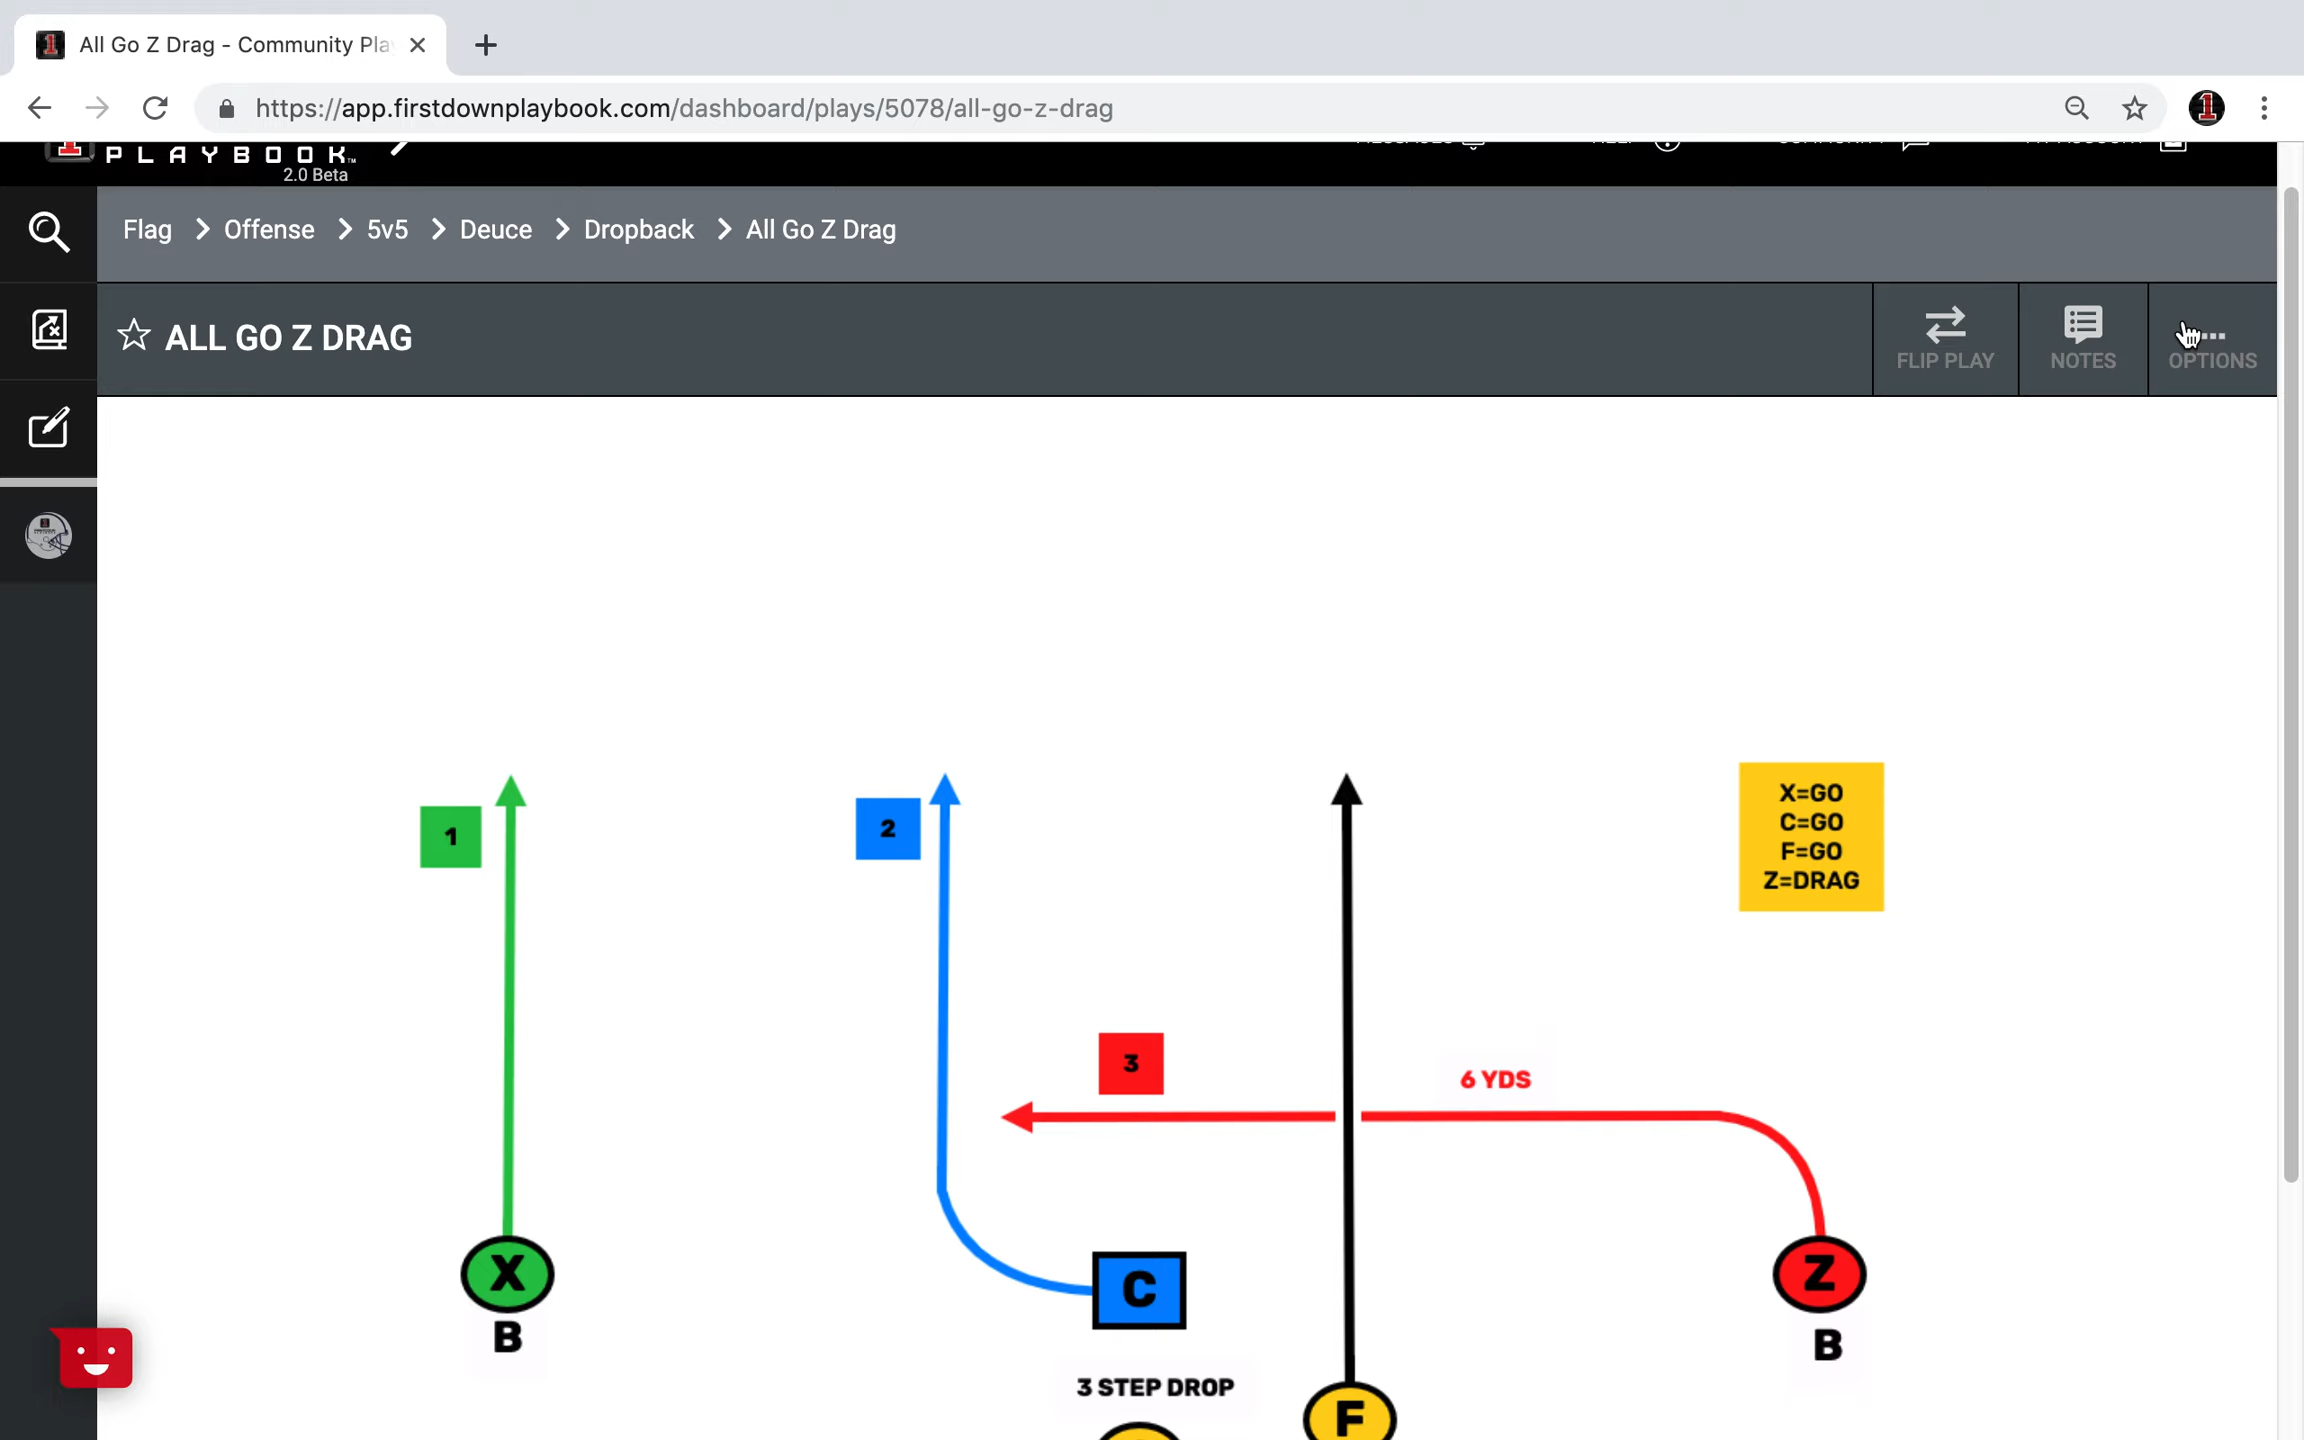 All Go Z Drag - Community Pla
https://app.firstdownplaybook.com/dashboard/plays/5078/all-go-z-drag
PLAYBOOK™
2.0 Beta
Flag > Offense > 5v5 > Deuce > Dropback > All Go Z Drag
ALL GO Z DRAG
FLIP PLAY
NOTES
OPTIONS
1
2
X=GO
C=GO
F=GO
Z=DRAG
3
6 YDS
X
B
C
Z
B
3 STEP DROP
F